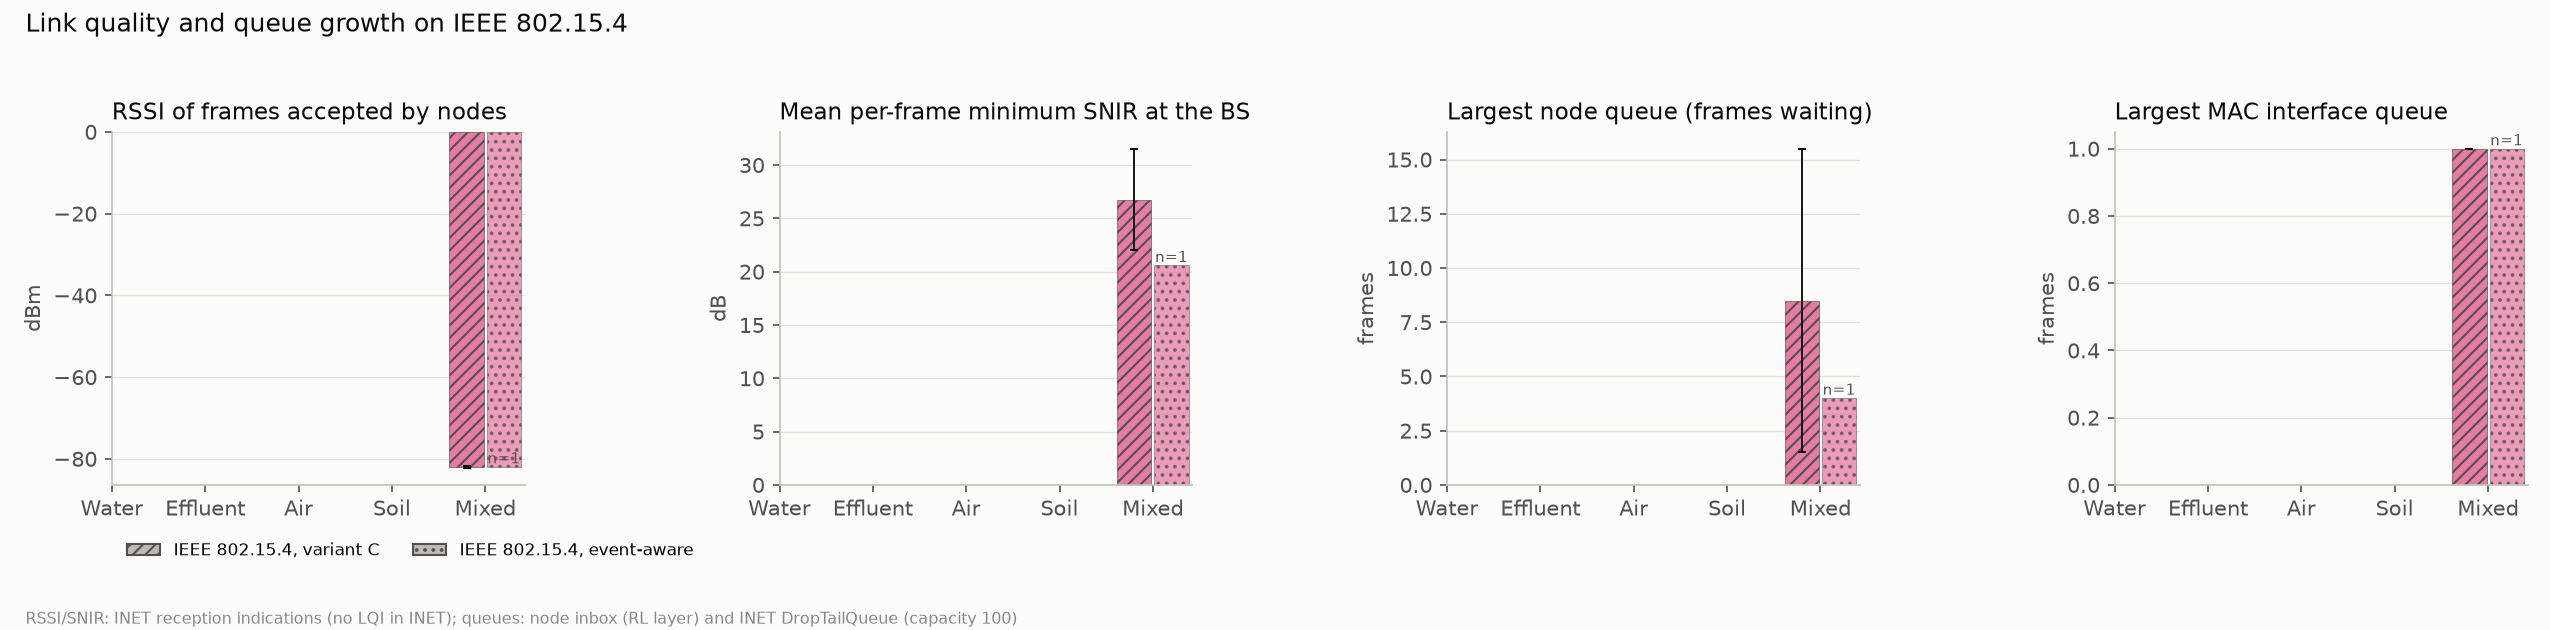 Link quality and queue growth on IEEE 802.15.4
RSSI of frames accepted by nodes
0
−20
−40
−60
−80
dBm
n=1
Water Effluent Air Soil Mixed
Mean per-frame minimum SNIR at the BS
30
25
20
15
10
5
0
dB
n=1
Water Effluent Air Soil Mixed
Largest node queue (frames waiting)
15.0
12.5
10.0
7.5
5.0
2.5
0.0
frames
n=1
Water Effluent Air Soil Mixed
Largest MAC interface queue
1.0
0.8
0.6
0.4
0.2
0.0
frames
n=1
Water Effluent Air Soil Mixed
IEEE 802.15.4, variant C
IEEE 802.15.4, event-aware
RSSI/SNIR: INET reception indications (no LQI in INET); queues: node inbox (RL layer) and INET DropTailQueue (capacity 100)